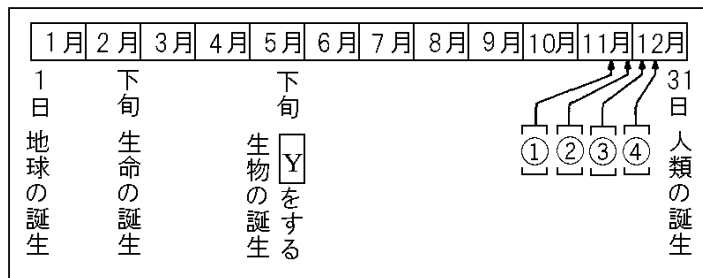 1月 2月 3月 4月 5月 6月 7月 8月 9月 10月 11月 12月
1日 地球の誕生
下旬 生命の誕生
下旬 Yをする
生物の誕生
① ② ③ ④
31日 人類の誕生